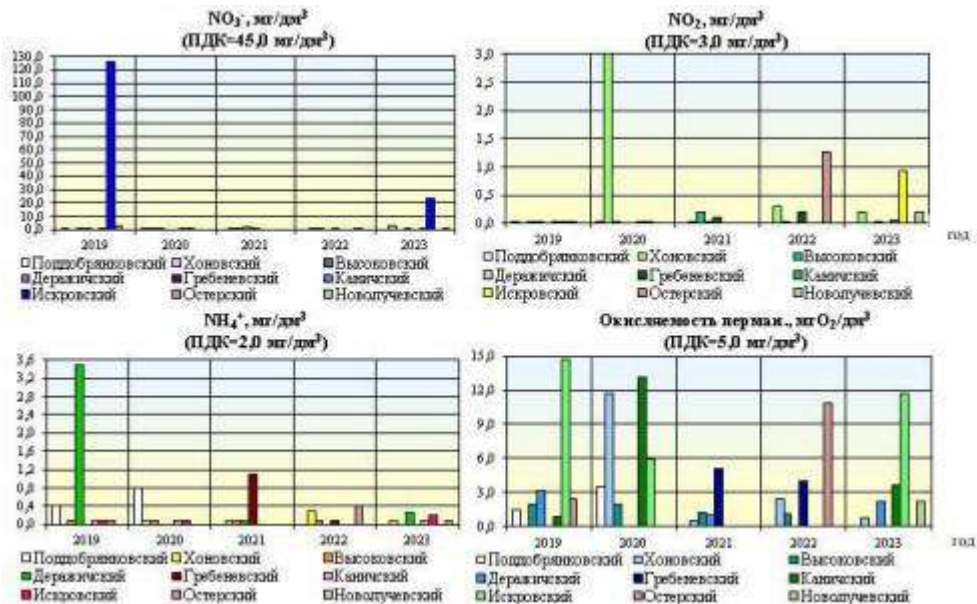 NO₃⁻, мг/дм³
(ПДК=45,0 мг/дм³)
130,0
120,0
110,0
100,0
90,0
80,0
70,0
60,0
50,0
40,0
30,0
20,0
10,0
0,0
2019 2020 2021 2022 2023
Поддобрянковский Хоновский Высоковский
Деражичский Гребеневский Каничский
Искровский Остерский Новолучевский
NO₂, мг/дм³
(ПДК=3,0 мг/дм³)
3,0
2,5
2,0
1,5
1,0
0,5
0,0
2019 2020 2021 2022 2023
год
Поддобрянковский Хоновский Высоковский
Деражичский Гребеневский Каничский
Искровский Остерский Новолучевский
NH₄⁺, мг/дм³
(ПДК=2,0 мг/дм³)
3,6
3,2
2,8
2,4
2,0
1,6
1,2
0,8
0,4
0,0
2019 2020 2021 2022 2023
Поддобрянковский Хоновский Высоковский
Деражичский Гребеневский Каничский
Искровский Остерский Новолучевский
Окисляемость перман., мгO₂/дм³
(ПДК=5,0 мг/дм³)
15,0
12,0
9,0
6,0
3,0
0,0
2019 2020 2021 2022 2023
год
Поддобрянковский Хоновский Высоковский
Деражичский Гребеневский Каничский
Искровский Остерский Новолучевский